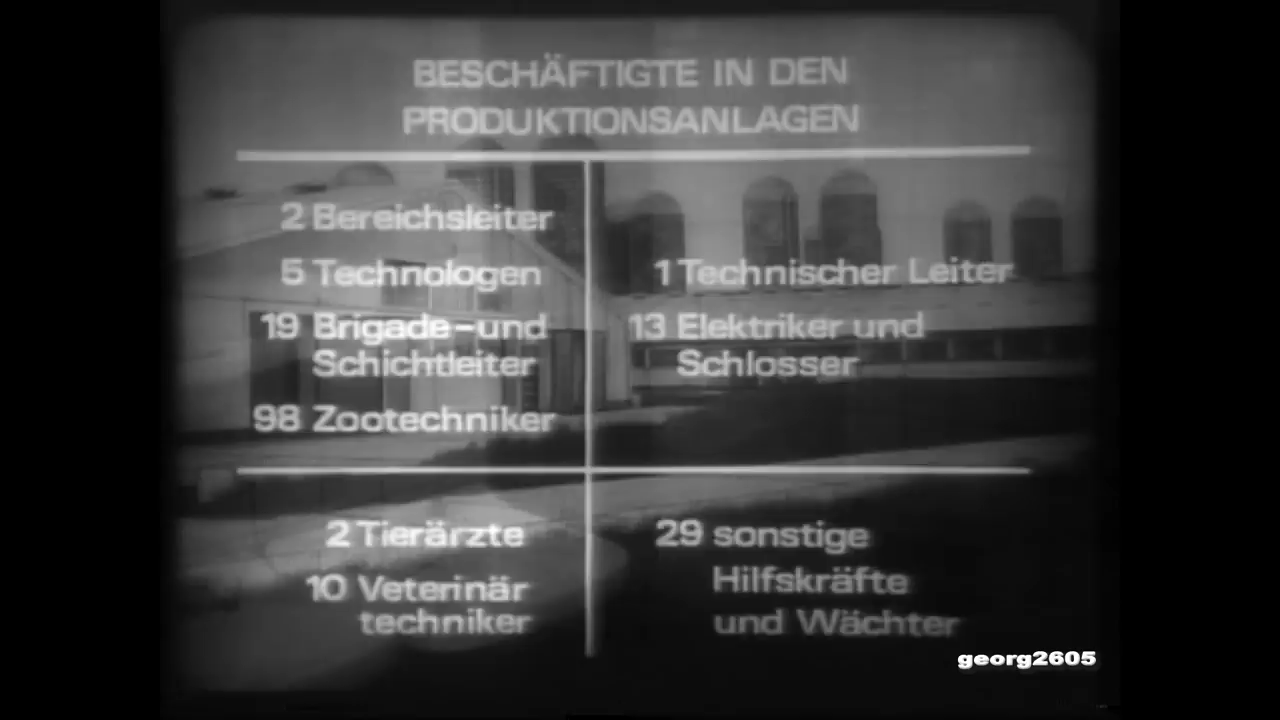 BESCHÄFTIGTE IN DEN
PRODUKTIONSANLAGEN
2 Bereichsleiter
5 Technologen
19 Brigade-und
Schichtleiter
98 Zootechniker
1 Technischer Leiter
13 Elektriker und
Schlosser
2 Tierärzte
10 Veterinär
techniker
29 sonstige
Hilfskräfte
und Wächter
georg2605